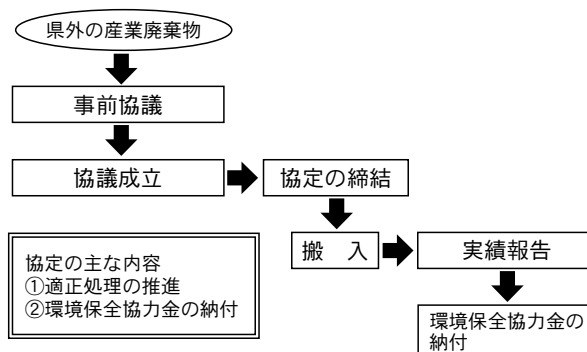 県外の産業廃棄物
事前協議
協議成立
協定の締結
搬　入
実績報告
環境保全協力金の
納付
協定の主な内容
①適正処理の推進
②環境保全協力金の納付